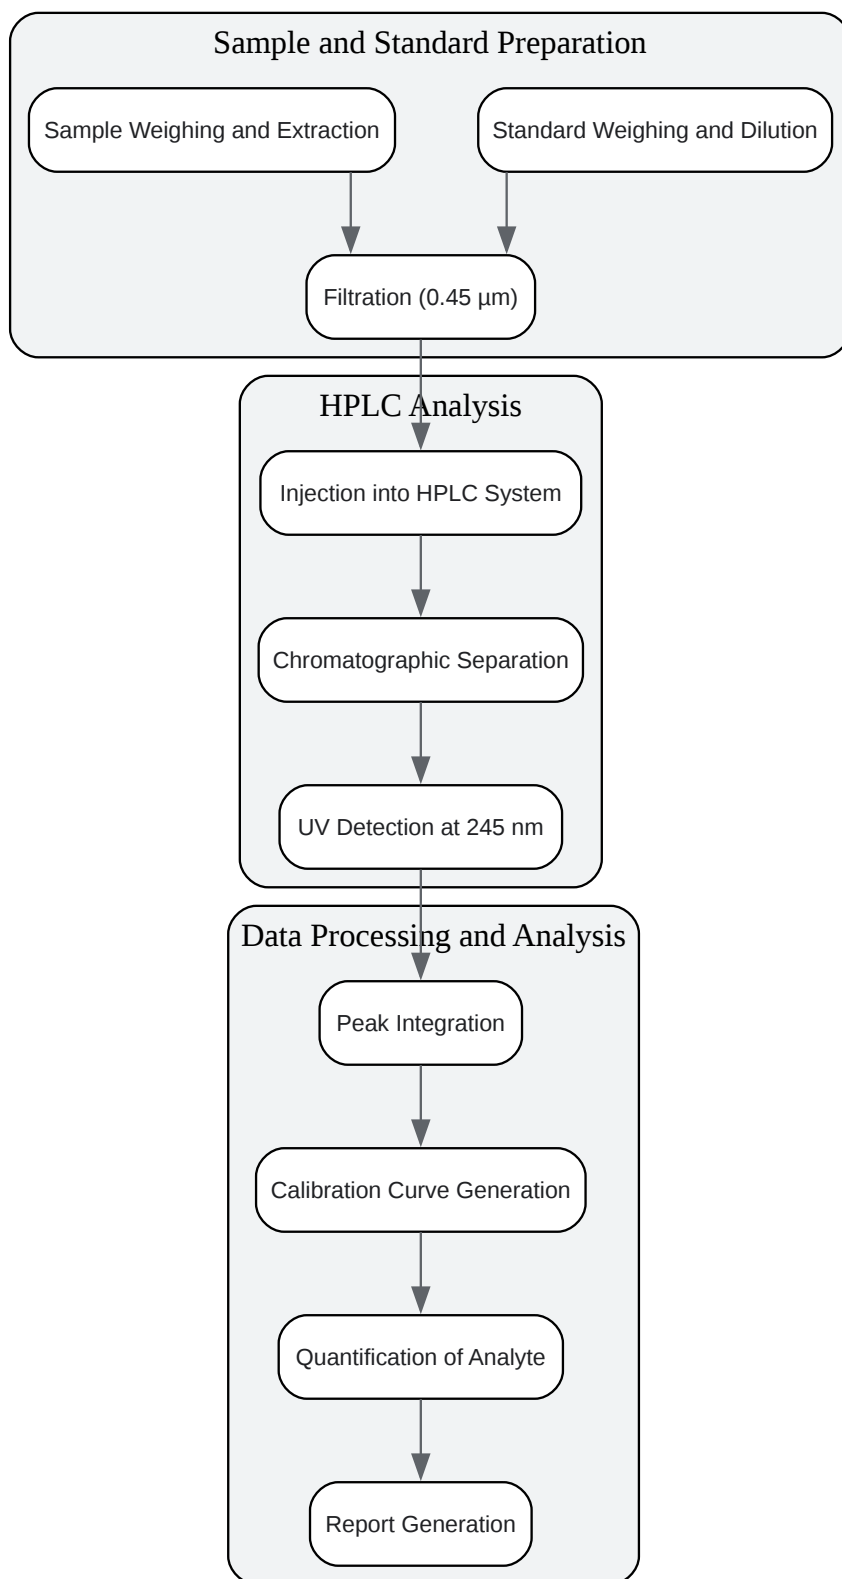 Sample and Standard Preparation
Sample Weighing and Extraction
Standard Weighing and Dilution
Filtration (0.45 µm)
HPLC Analysis
Injection into HPLC System
Chromatographic Separation
UV Detection at 245 nm
Data Processing and Analysis
Peak Integration
Calibration Curve Generation
Quantification of Analyte
Report Generation